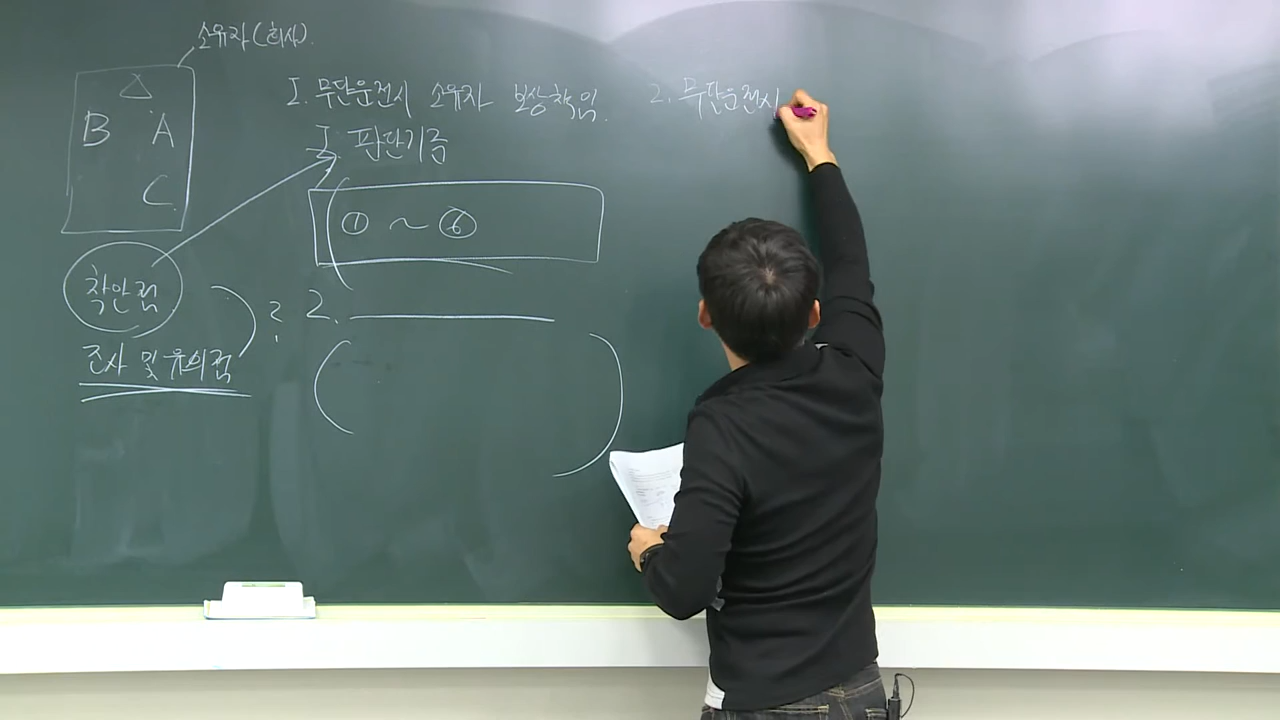 소유자(회사).
△
B A
C
착안점
조사 및 유의점
?
I. 무단운전시 소유자 보상책임.
I. 판단기준
① ~ ⑥
2.
2. 무단운전시